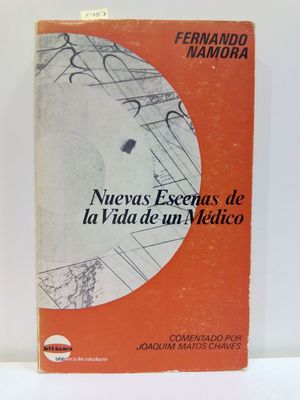 FERNANDO
NAMORA
Nuevas Escenas de
la Vida de un Médico
COMENTADO POR
JOAQUIM MATOS CHAVES
bitácora
biblioteca del estudiante